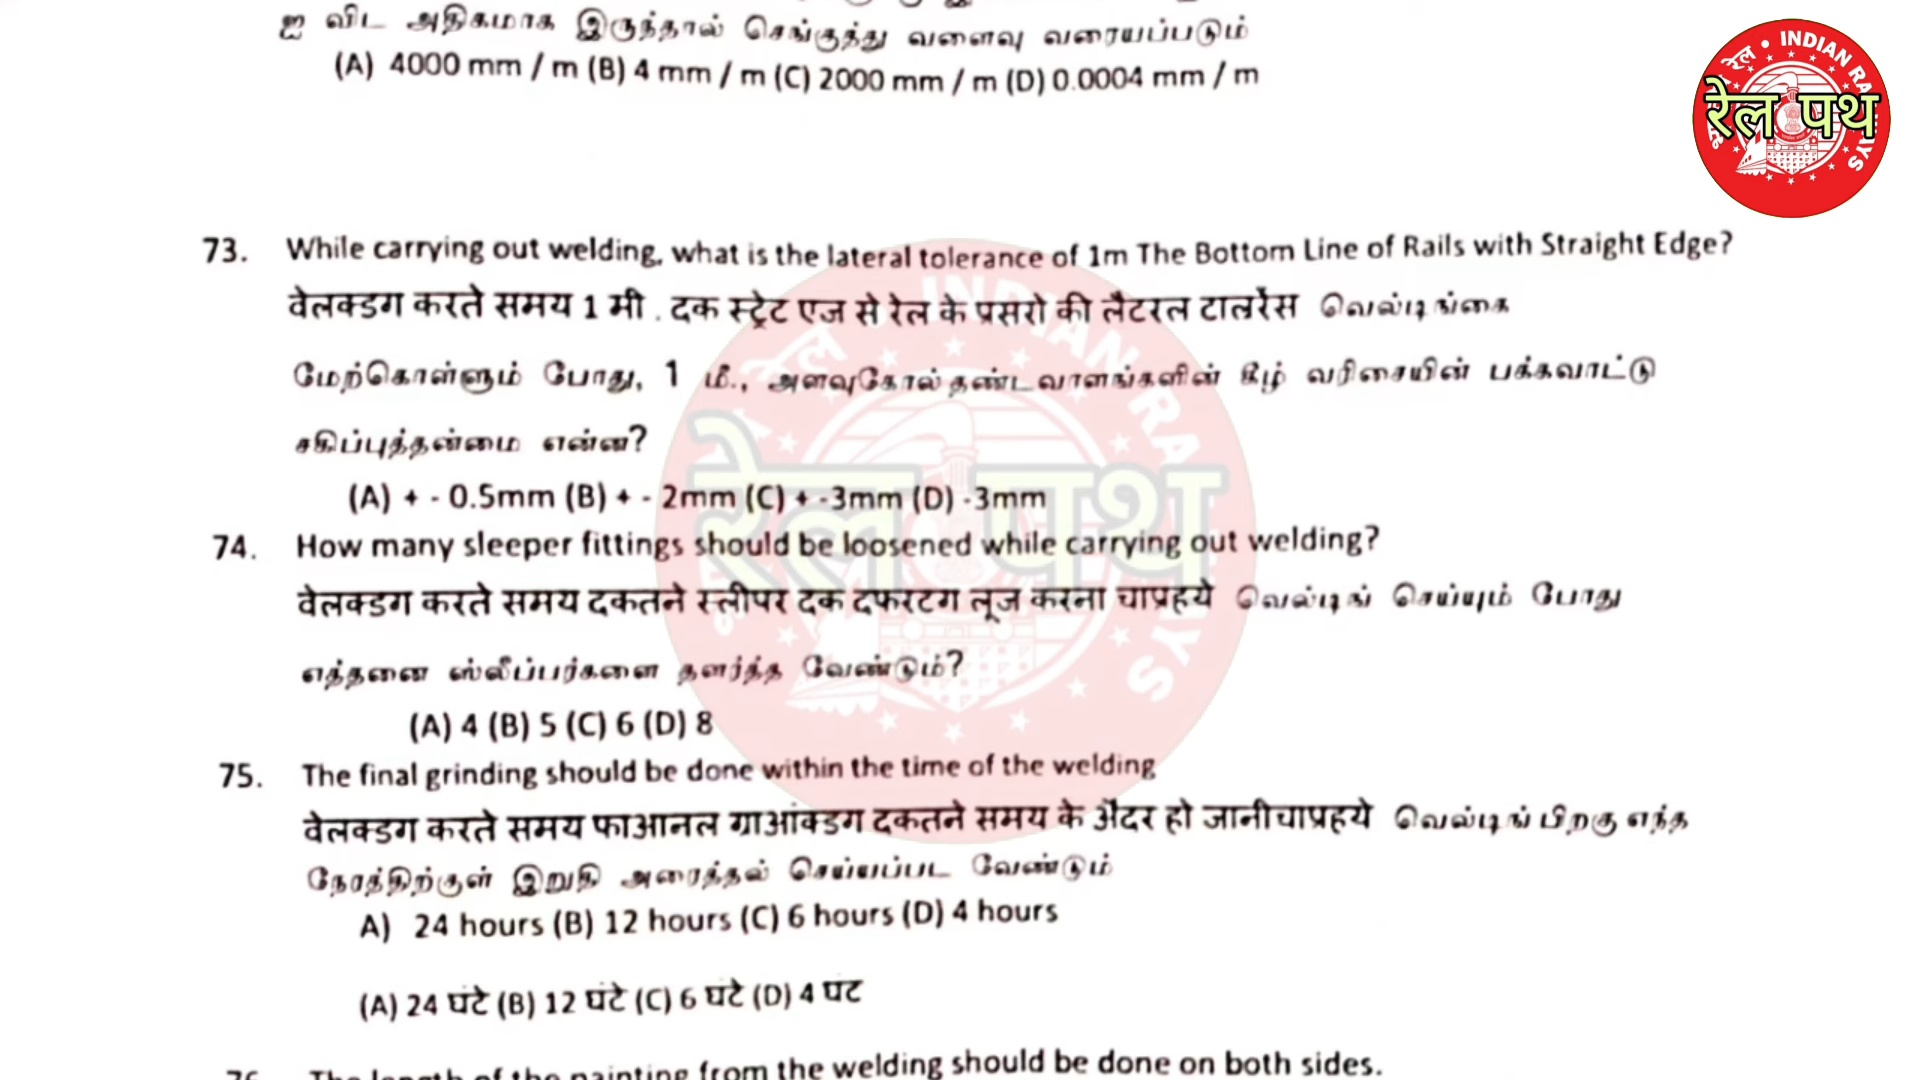 ஐ விட அதிகமாக இருந்தால் செங்குத்து வளைவு வரையப்படும்
(A) 4000 mm / m (B) 4 mm / m (C) 2000 mm / m (D) 0.0004 mm / m
INDIAN RAILWAYS
रेल पथ
73. While carrying out welding, what is the lateral tolerance of 1m The Bottom Line of Rails with Straight Edge?
वेलक्डग करते समय 1 मी . दक स्ट्रेट एज से रेल के प्रसरो की लैटरल टालरेंस வெல்டிங்கை
மேற்கொள்ளும் போது, 1 மீ., அளவுகோல் தண்டவாளங்களின் கீழ் வரிசையின் பக்கவாட்டு
சகிப்புத்தன்மை என்ன?
(A) + - 0.5mm (B) + - 2mm (C) + -3mm (D) -3mm
74. How many sleeper fittings should be loosened while carrying out welding?
वेलक्डग करते समय दकतने स्लीपर दक दफरटग लूज करना चाप्रहये வெல்டிங் செய்யும் போது
எத்தனை ஸ்லீப்பர்களை தளர்த்த வேண்டும்?
(A) 4 (B) 5 (C) 6 (D) 8
75. The final grinding should be done within the time of the welding
वेलक्डग करते समय फाआनल ग्राआंक्डग दकतने समय के ऄंदर हो जानीचाप्रहये வெல்டிங் பிறகு எந்த
நேரத்திற்குள் இறுதி அரைத்தல் செய்யப்பட வேண்டும்
A) 24 hours (B) 12 hours (C) 6 hours (D) 4 hours
(A) 24 घंटे (B) 12 घंटे (C) 6 घंटे (D) 4 घंट
76. The length of the painting from the welding should be done on both sides.